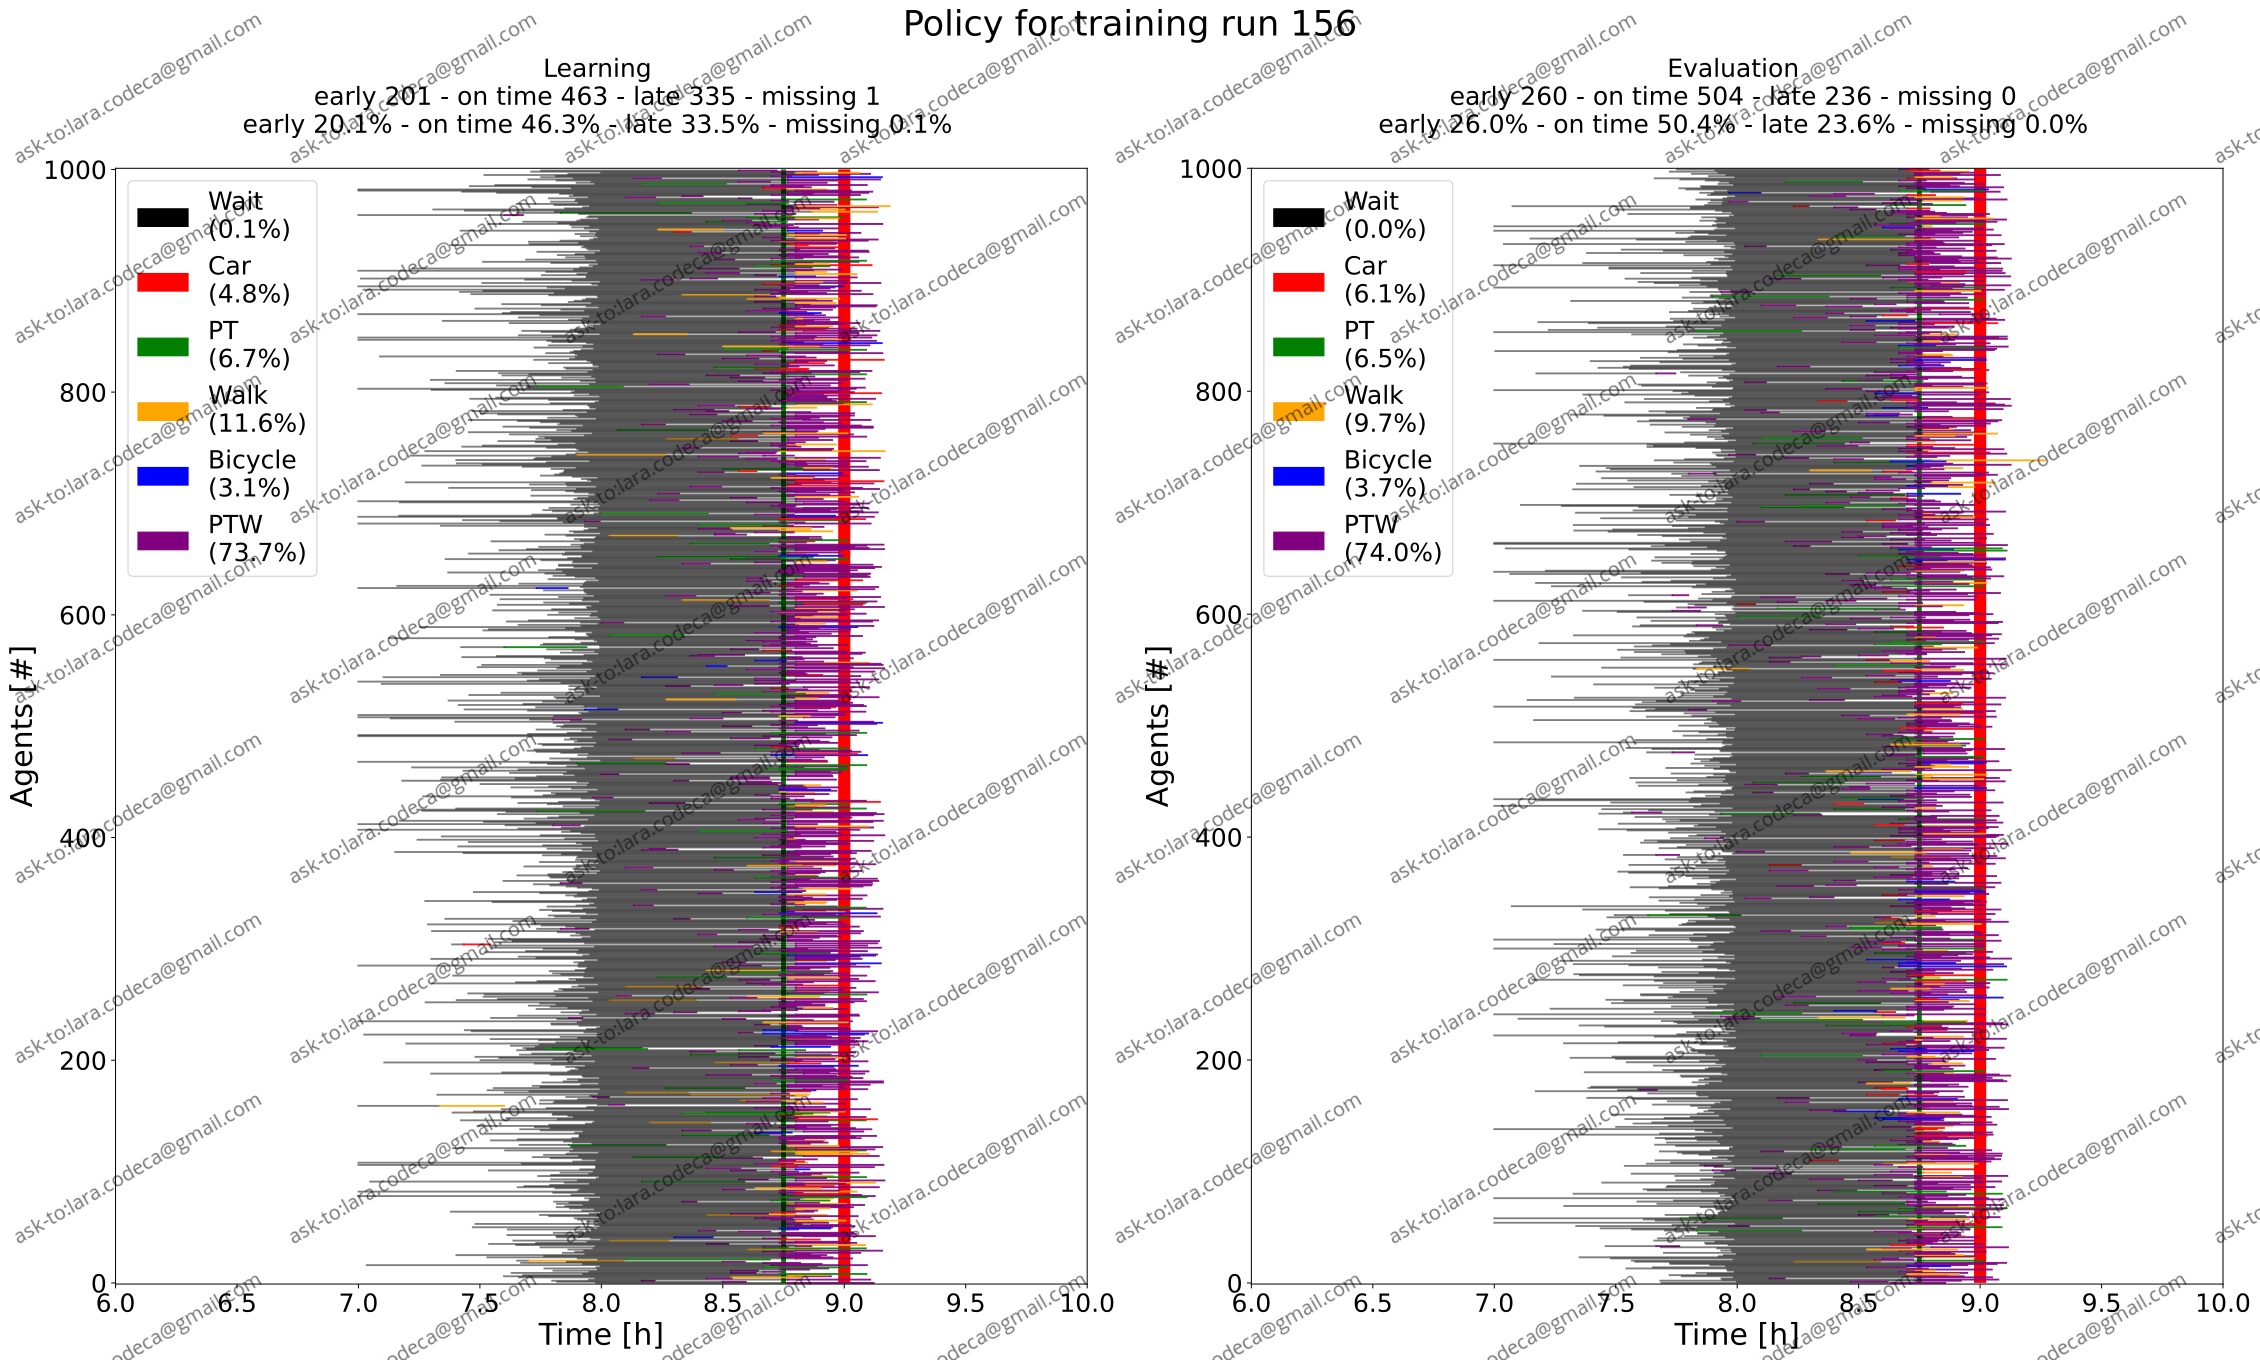 Policy for training run 156
Learning
early 201 - on time 463 - late 335 - missing 1
early 20.1% - on time 46.3% - late 33.5% - missing 0.1%
1000
800
600
400
200
0
Agents [#]
Wait
(0.1%)
Car
(4.8%)
PT
(6.7%)
Walk
(11.6%)
Bicycle
(3.1%)
PTW
(73.7%)
6.0 6.5 7.0 7.5 8.0 8.5 9.0 9.5 10.0
Time [h]
Evaluation
early 260 - on time 504 - late 236 - missing 0
early 26.0% - on time 50.4% - late 23.6% - missing 0.0%
1000
800
600
400
200
0
Agents [#]
Wait
(0.0%)
Car
(6.1%)
PT
(6.5%)
Walk
(9.7%)
Bicycle
(3.7%)
PTW
(74.0%)
6.0 6.5 7.0 7.5 8.0 8.5 9.0 9.5 10.0
Time [h]
ask-to:lara.codeca@gmail.com